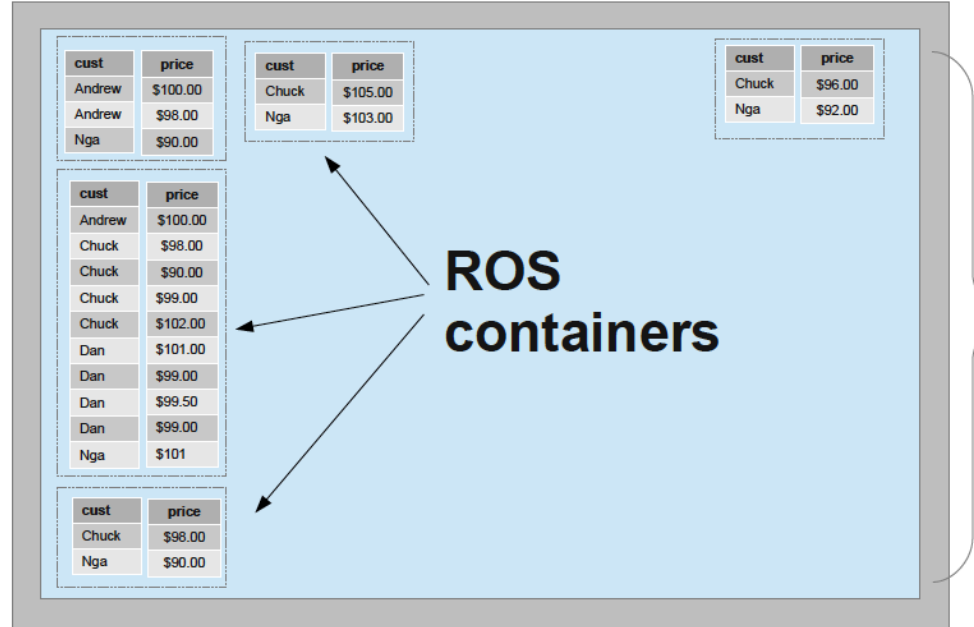 cust price
Andrew $100.00
Andrew $98.00
Nga $90.00
cust price
Chuck $105.00
Nga $103.00
cust price
Chuck $96.00
Nga $92.00
cust price
Andrew $100.00
Chuck $98.00
Chuck $90.00
Chuck $99.00
Chuck $102.00
Dan $101.00
Dan $99.00
Dan $99.50
Dan $99.00
Nga $101
ROS
containers
cust price
Chuck $98.00
Nga $90.00